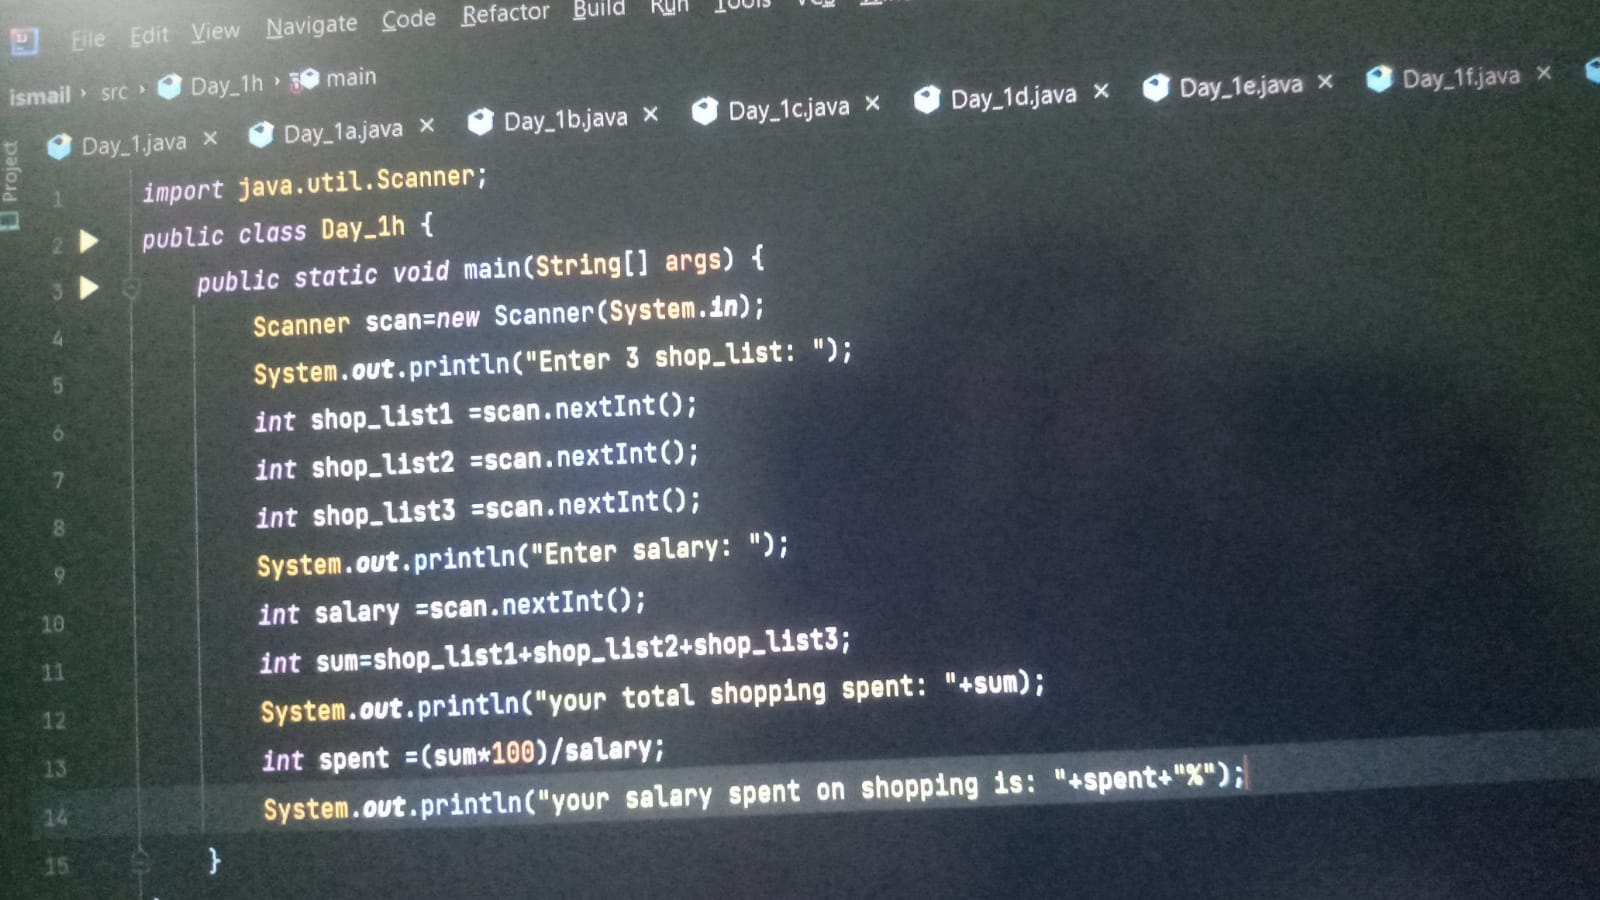 File Edit View Navigate Code Refactor Build Run Tools
ismail › src › Day_1h › main
Day_1.java × Day_1a.java × Day_1b.java × Day_1c.java × Day_1d.java × Day_1e.java × Day_1f.java ×
Project
1 import java.util.Scanner;
2 public class Day_1h {
3 public static void main(String[] args) {
4 Scanner scan=new Scanner(System.in);
5 System.out.println("Enter 3 shop_list: ");
6 int shop_list1 =scan.nextInt();
7 int shop_list2 =scan.nextInt();
8 int shop_list3 =scan.nextInt();
9 System.out.println("Enter salary: ");
10 int salary =scan.nextInt();
11 int sum=shop_list1+shop_list2+shop_list3;
12 System.out.println("your total shopping spent: "+sum);
13 int spent =(sum*100)/salary;
14 System.out.println("your salary spent on shopping is: "+spent+"%");
15 }